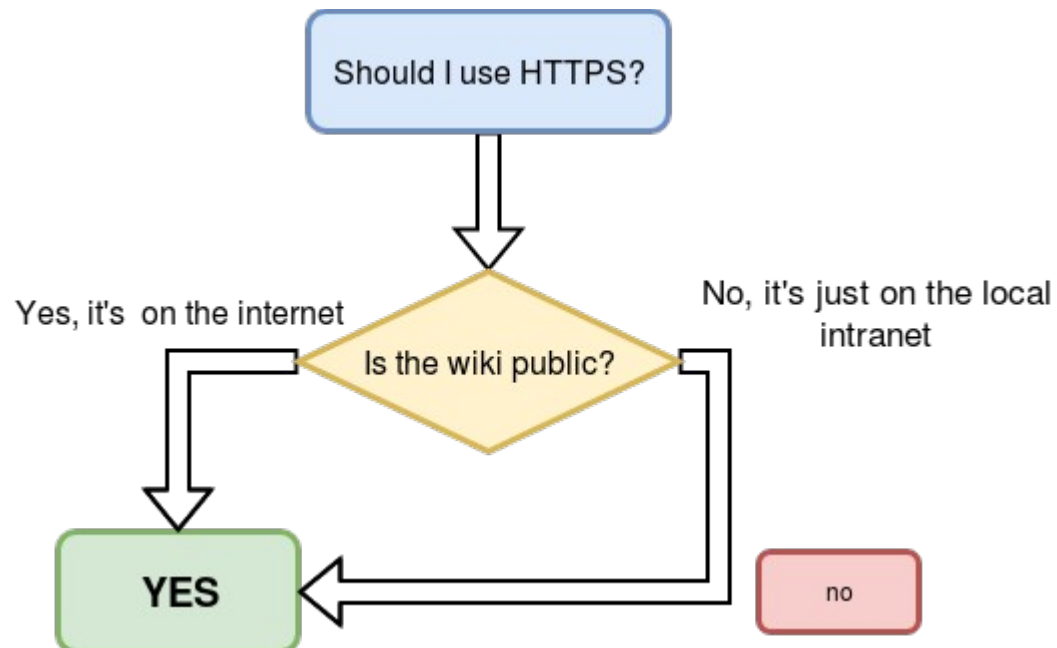 Should I use HTTPS?
Yes, it's  on the internet
No, it's just on the local
intranet
Is the wiki public?
YES
no